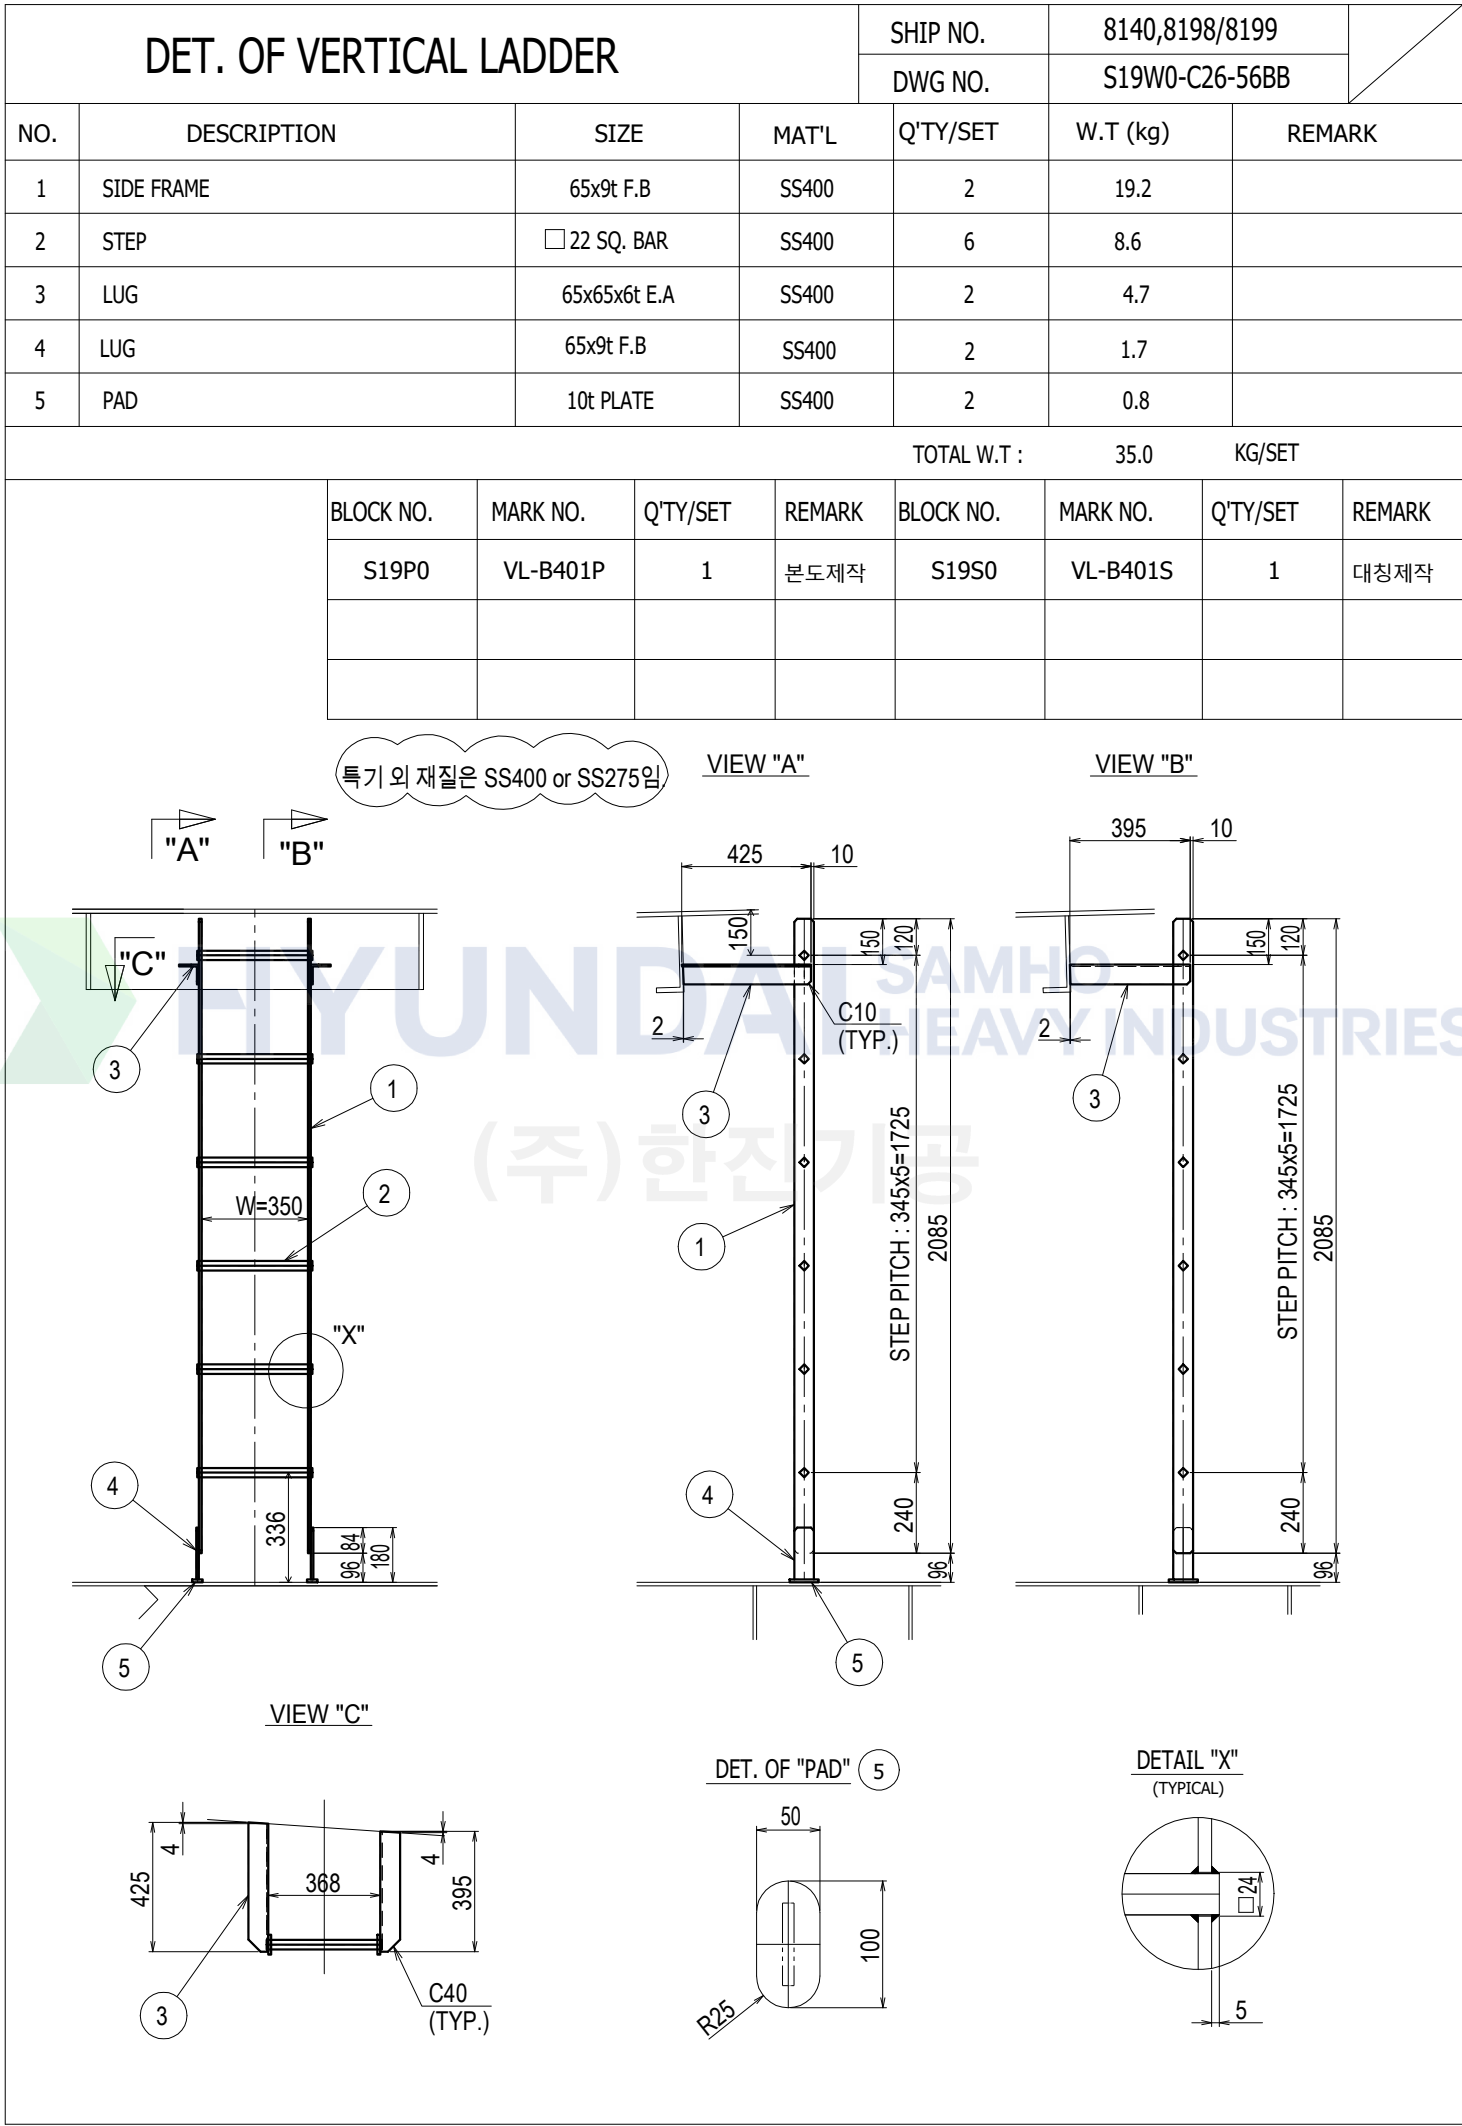 DET. OF VERTICAL LADDER
SHIP NO. 8140,8198/8199
DWG NO. S19W0-C26-56BB
NO. DESCRIPTION SIZE MAT'L Q'TY/SET W.T (kg) REMARK
1 SIDE FRAME 65x9t F.B SS400 2 19.2
2 STEP □ 22 SQ. BAR SS400 6 8.6
3 LUG 65x65x6t E.A SS400 2 4.7
4 LUG 65x9t F.B SS400 2 1.7
5 PAD 10t PLATE SS400 2 0.8
TOTAL W.T : 35.0 KG/SET
BLOCK NO. MARK NO. Q'TY/SET REMARK BLOCK NO. MARK NO. Q'TY/SET REMARK
S19P0 VL-B401P 1 본도제작 S19S0 VL-B401S 1 대칭제작
특기 외 재질은 SS400 or SS275임.
"A" "B"
"C"
3
1
2
W=350
"X"
4
336
84
96
180
5
VIEW "A"
425 10
150
150
120
2
C10
(TYP.)
3
1
STEP PITCH : 345x5=1725
2085
4
240
96
5
VIEW "B"
395 10
150
120
2
3
STEP PITCH : 345x5=1725
2085
240
96
HYUNDAI SAMHO
HEAVY INDUSTRIES
(주)한진기공
VIEW "C"
4
425
368
4
395
C40
(TYP.)
3
DET. OF "PAD" 5
50
100
R25
DETAIL "X"
(TYPICAL)
□24
5